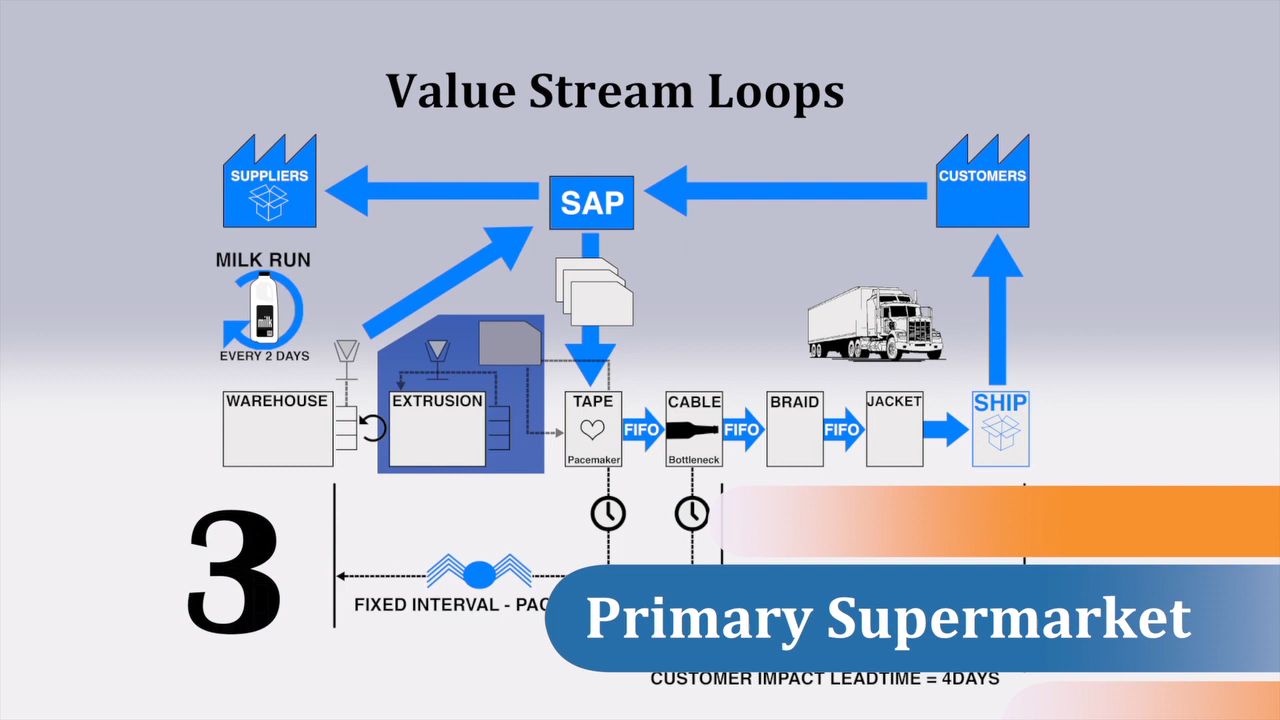 Value Stream Loops
SUPPLIERS
SAP
CUSTOMERS
MILK RUN
milk
EVERY 2 DAYS
WAREHOUSE
EXTRUSION
TAPE
Pacemaker
FIFO
CABLE
Bottleneck
FIFO
BRAID
FIFO
JACKET
SHIP
3
FIXED INTERVAL - PAC
Primary Supermarket
CUSTOMER IMPACT LEADTIME = 4DAYS